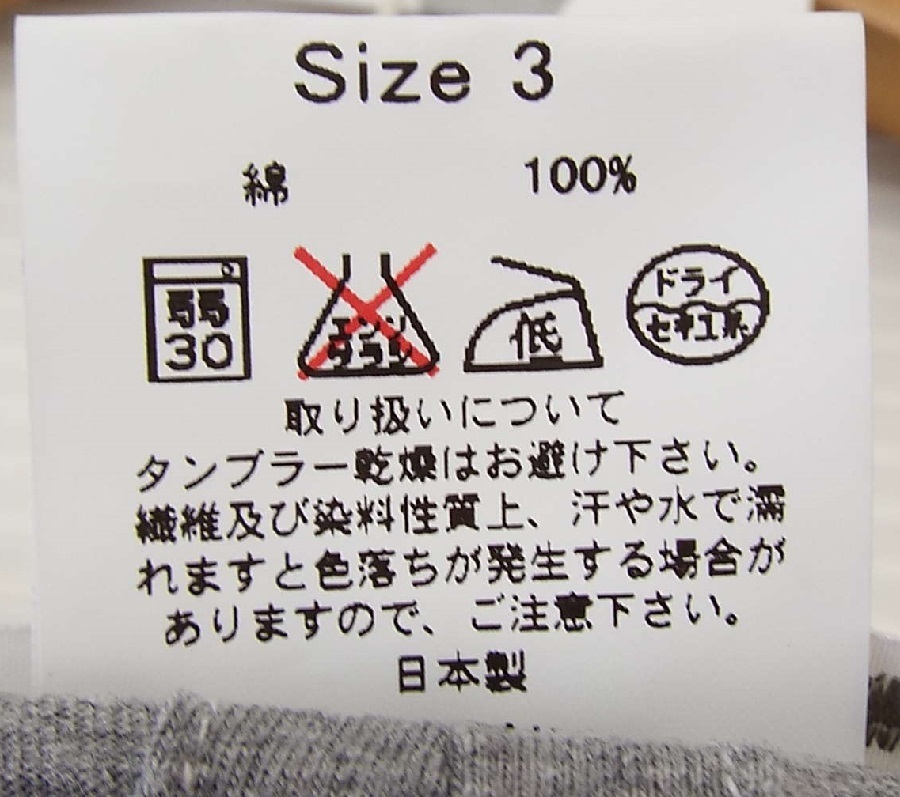 Size 3
綿 100%
弱 30
エンソ サラシ
低
ドライ セキユ系
取り扱いについて
タンブラー乾燥はお避け下さい。
繊維及び染料性質上、汗や水で濡
れますと色落ちが発生する場合が
ありますので、ご注意下さい。
日本製